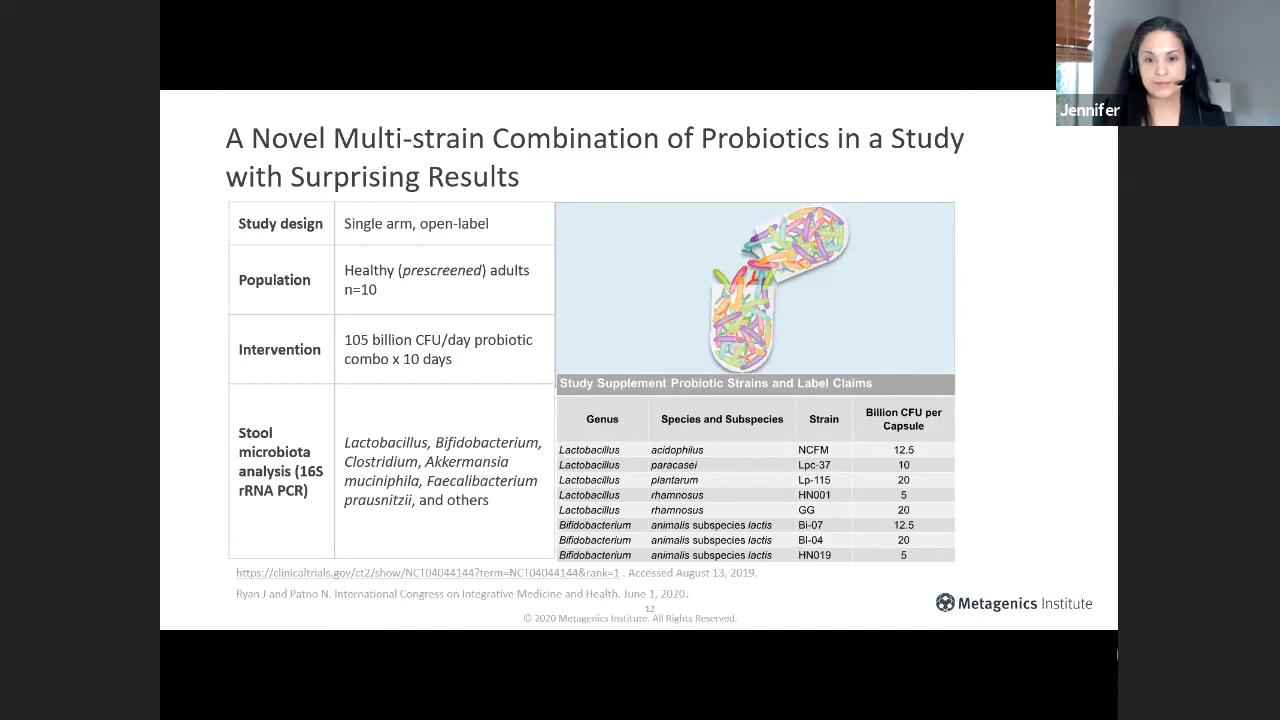 Jennifer
A Novel Multi-strain Combination of Probiotics in a Study
with Surprising Results
Study design
Single arm, open-label
Population
Healthy (prescreened) adults
n=10
Intervention
105 billion CFU/day probiotic
combo x 10 days
Stool
microbiota
analysis (16S
rRNA PCR)
Lactobacillus, Bifidobacterium,
Clostridium, Akkermansia
muciniphila, Faecalibacterium
prausnitzii, and others
Study Supplement Probiotic Strains and Label Claims
Genus Species and Subspecies Strain Billion CFU per
Capsule
Lactobacillus acidophilus NCFM 12.5
Lactobacillus paracasei Lpc-37 10
Lactobacillus plantarum Lp-115 20
Lactobacillus rhamnosus HN001 5
Lactobacillus rhamnosus GG 20
Bifidobacterium animalis subspecies lactis Bi-07 12.5
Bifidobacterium animalis subspecies lactis Bl-04 20
Bifidobacterium animalis subspecies lactis HN019 5
https://clinicaltrials.gov/ct2/show/NCT04044144?term=NCT04044144&rank=1 . Accessed August 13, 2019.
Ryan J and Patno N. International Congress on Integrative Medicine and Health. June 1, 2020.
12
© 2020 Metagenics Institute. All Rights Reserved.
Metagenics Institute